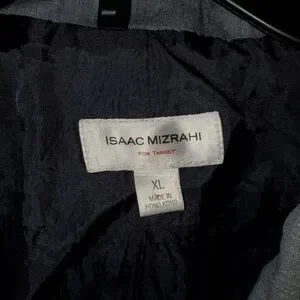 ISAAC MIZRAHI
FOR TARGET
XL
MADE IN
HONG KONG